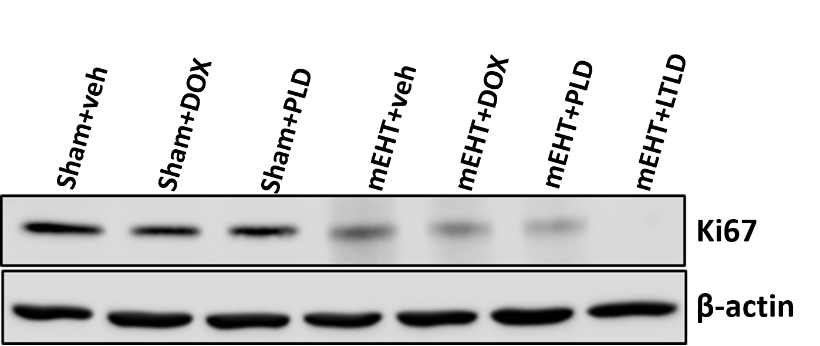 Sham+veh
Sham+DOX
Sham+PLD
mEHT+veh
mEHT+DOX
mEHT+PLD
mEHT+LTLD
Ki67
β-actin